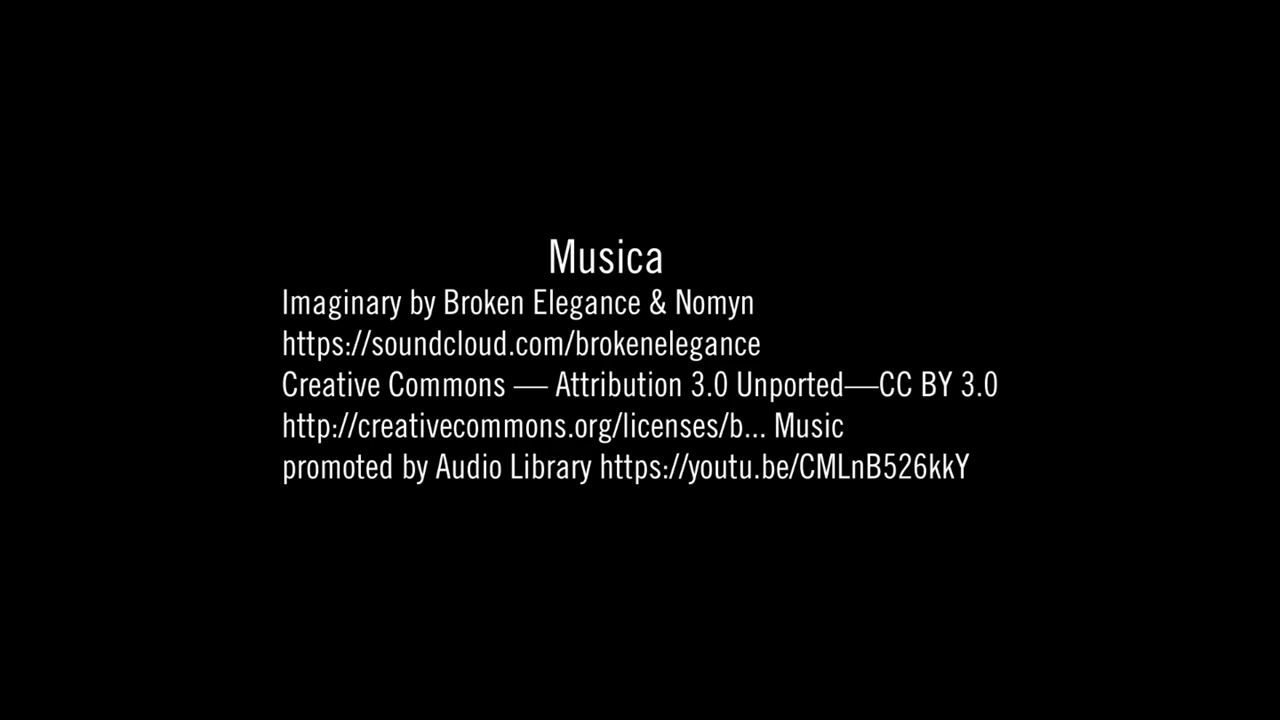 Musica
Imaginary by Broken Elegance & Nomyn
https://soundcloud.com/brokenelegance
Creative Commons — Attribution 3.0 Unported—CC BY 3.0
http://creativecommons.org/licenses/b... Music
promoted by Audio Library https://youtu.be/CMLnB526kkY